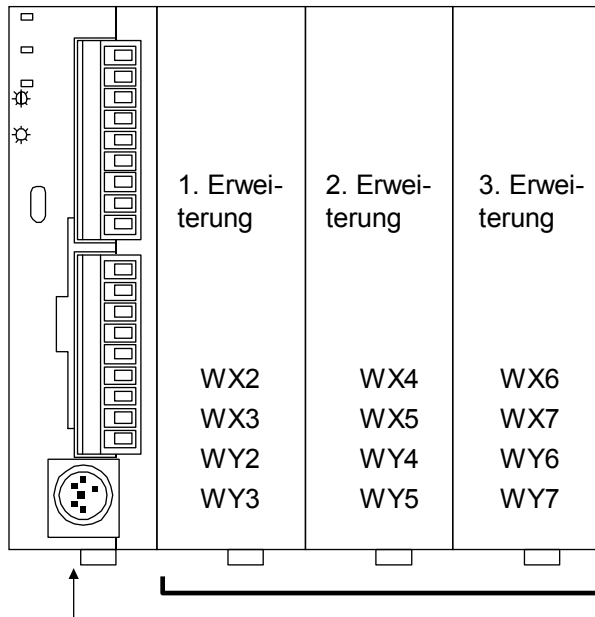 1. Erwei-
terung
2. Erwei-
terung
3. Erwei-
terung
WX2
WX3
WY2
WY3
WX4
WX5
WY4
WY5
WX6
WX7
WY6
WY7